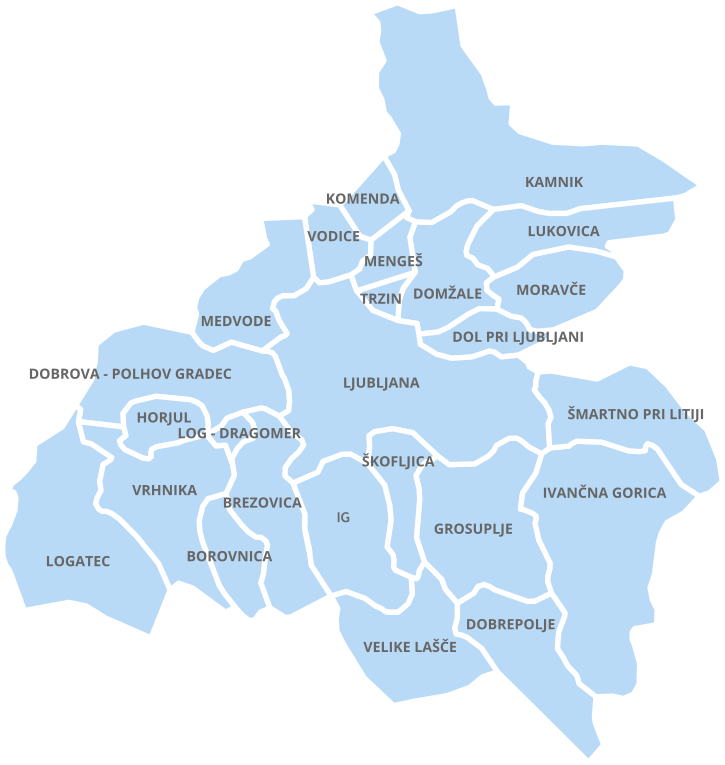 KAMNIK
KOMENDA
LUKOVICA
VODICE
MENGEŠ
MORAVČE
DOMŽALE
TRZIN
MEDVODE
DOL PRI LJUBLJANI
DOBROVA - POLHOV GRADEC
LJUBLJANA
ŠMARTNO PRI LITIJI
HORJUL
LOG - DRAGOMER
ŠKOFLJICA
VRHNIKA
IVANČNA GORICA
BREZOVICA
IG
GROSUPLJE
BOROVNICA
LOGATEC
DOBREPOLJE
VELIKE LAŠČE